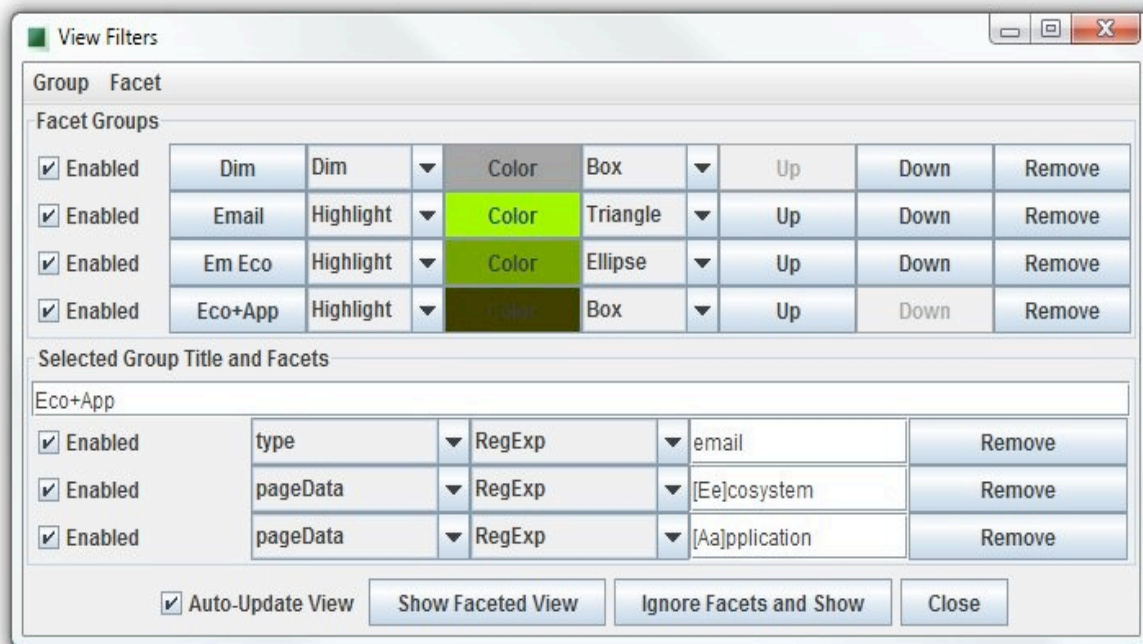 View Filters
Group Facet
Facet Groups
Enabled Dim Dim Color Box Up Down Remove
Enabled Email Highlight Color Triangle Up Down Remove
Enabled Em Eco Highlight Color Ellipse Up Down Remove
Enabled Eco+App Highlight Color Box Up Down Remove
Selected Group Title and Facets
Eco+App
Enabled type RegExp email Remove
Enabled pageData RegExp [Ee]cosystem Remove
Enabled pageData RegExp [Aa]pplication Remove
Auto-Update View Show Faceted View Ignore Facets and Show Close